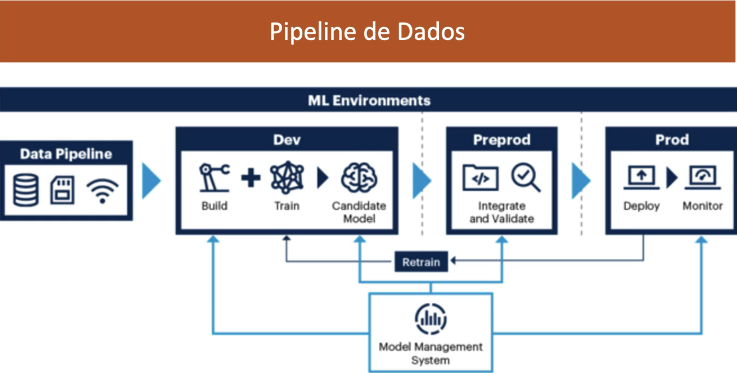 Pipeline de Dados
ML Environments
Data Pipeline
Dev
Build
Train
Candidate
Model
Preprod
Integrate
and Validate
Prod
Deploy
Monitor
Retrain
Model Management
System